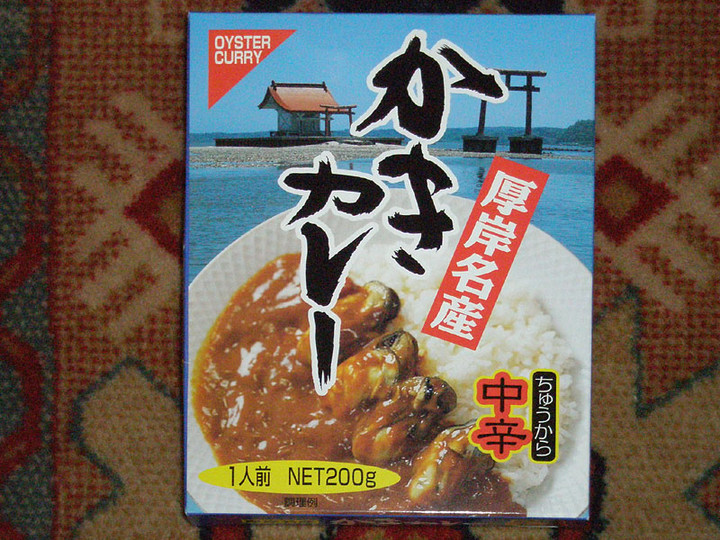 OYSTER
CURRY
かき
カレー
厚岸名産
ちゅうから
中辛
1人前 NET200g
調理例